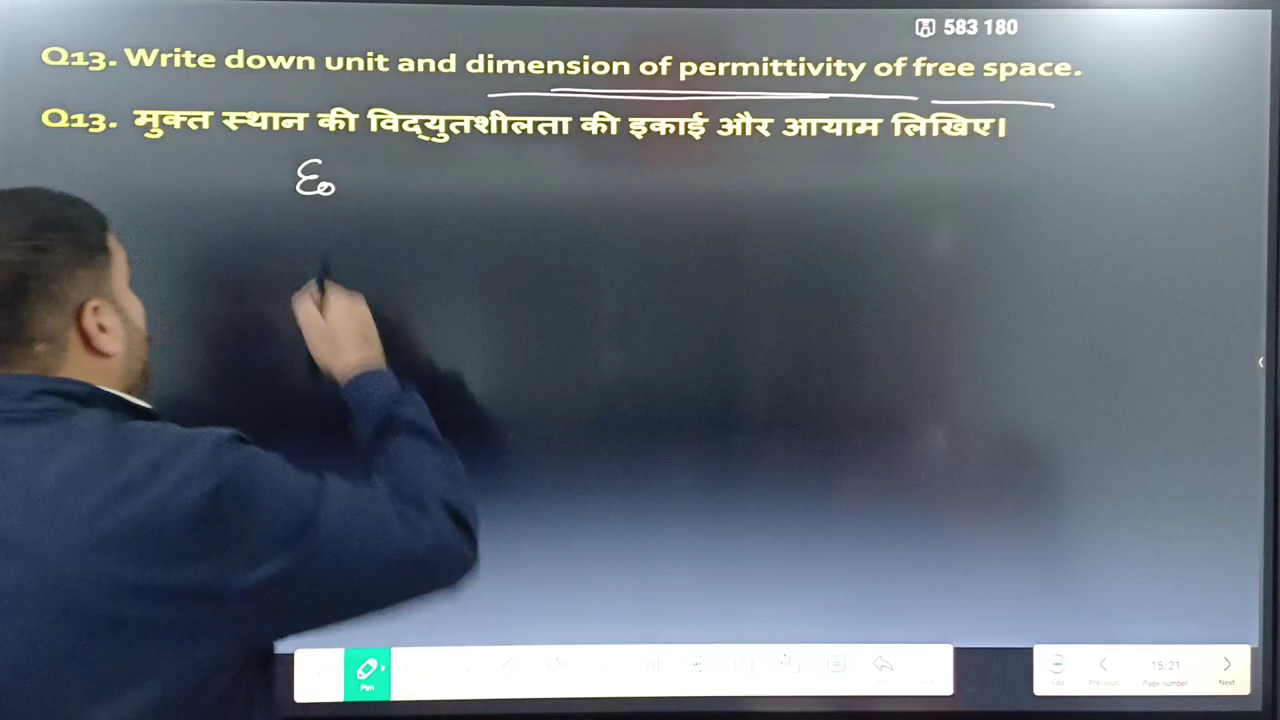 583 180
Q13. Write down unit and dimension of permittivity of free space.
Q13. मुक्त स्थान की विद्युतशीलता की इकाई और आयाम लिखिए।
ε₀
Pen
Add
Previous
15:21
Page number
Next